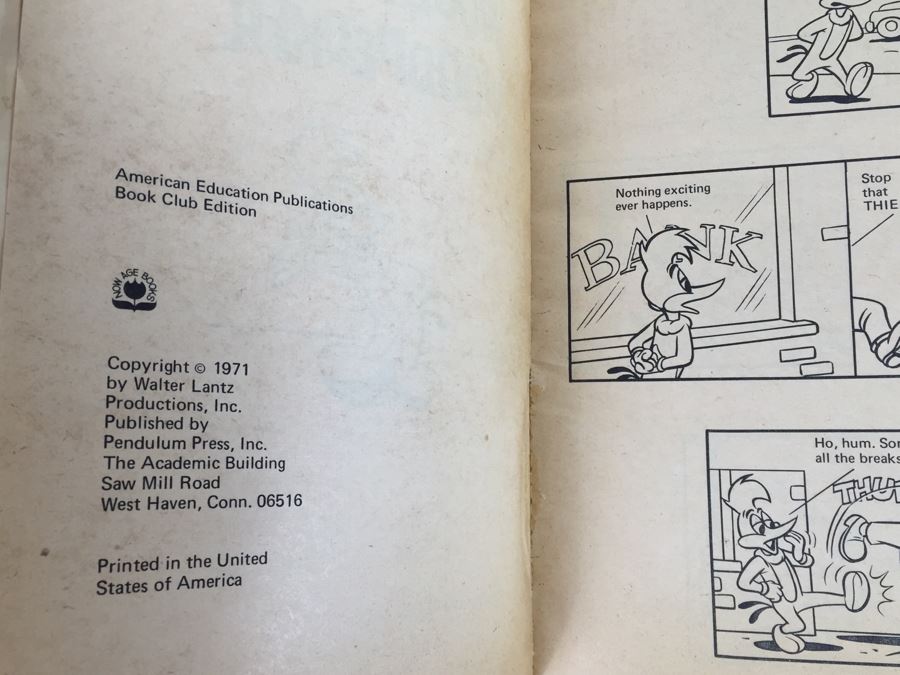 American Education Publications
Book Club Edition
NOW AGE BOOKS
Copyright © 1971
by Walter Lantz
Productions, Inc.
Published by
Pendulum Press, Inc.
The Academic Building
Saw Mill Road
West Haven, Conn. 06516
Printed in the United
States of America
Nothing exciting
ever happens.
BANK
Stop
that
THIE
Ho, hum. Som
all the breaks